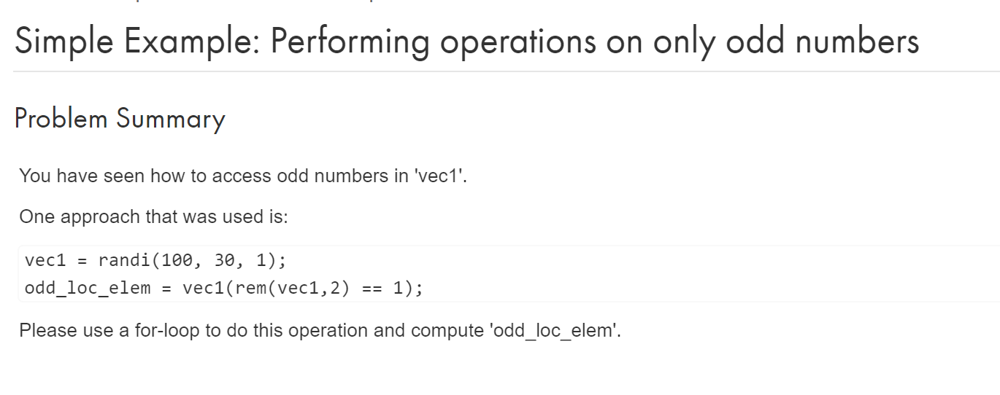 Simple Example: Performing operations on only odd numbers
Problem Summary
You have seen how to access odd numbers in 'vec1'.
One approach that was used is:
vec1 = randi(100, 30, 1);
odd_loc_elem = vec1(rem(vec1,2) == 1);
Please use a for-loop to do this operation and compute 'odd_loc_elem'.